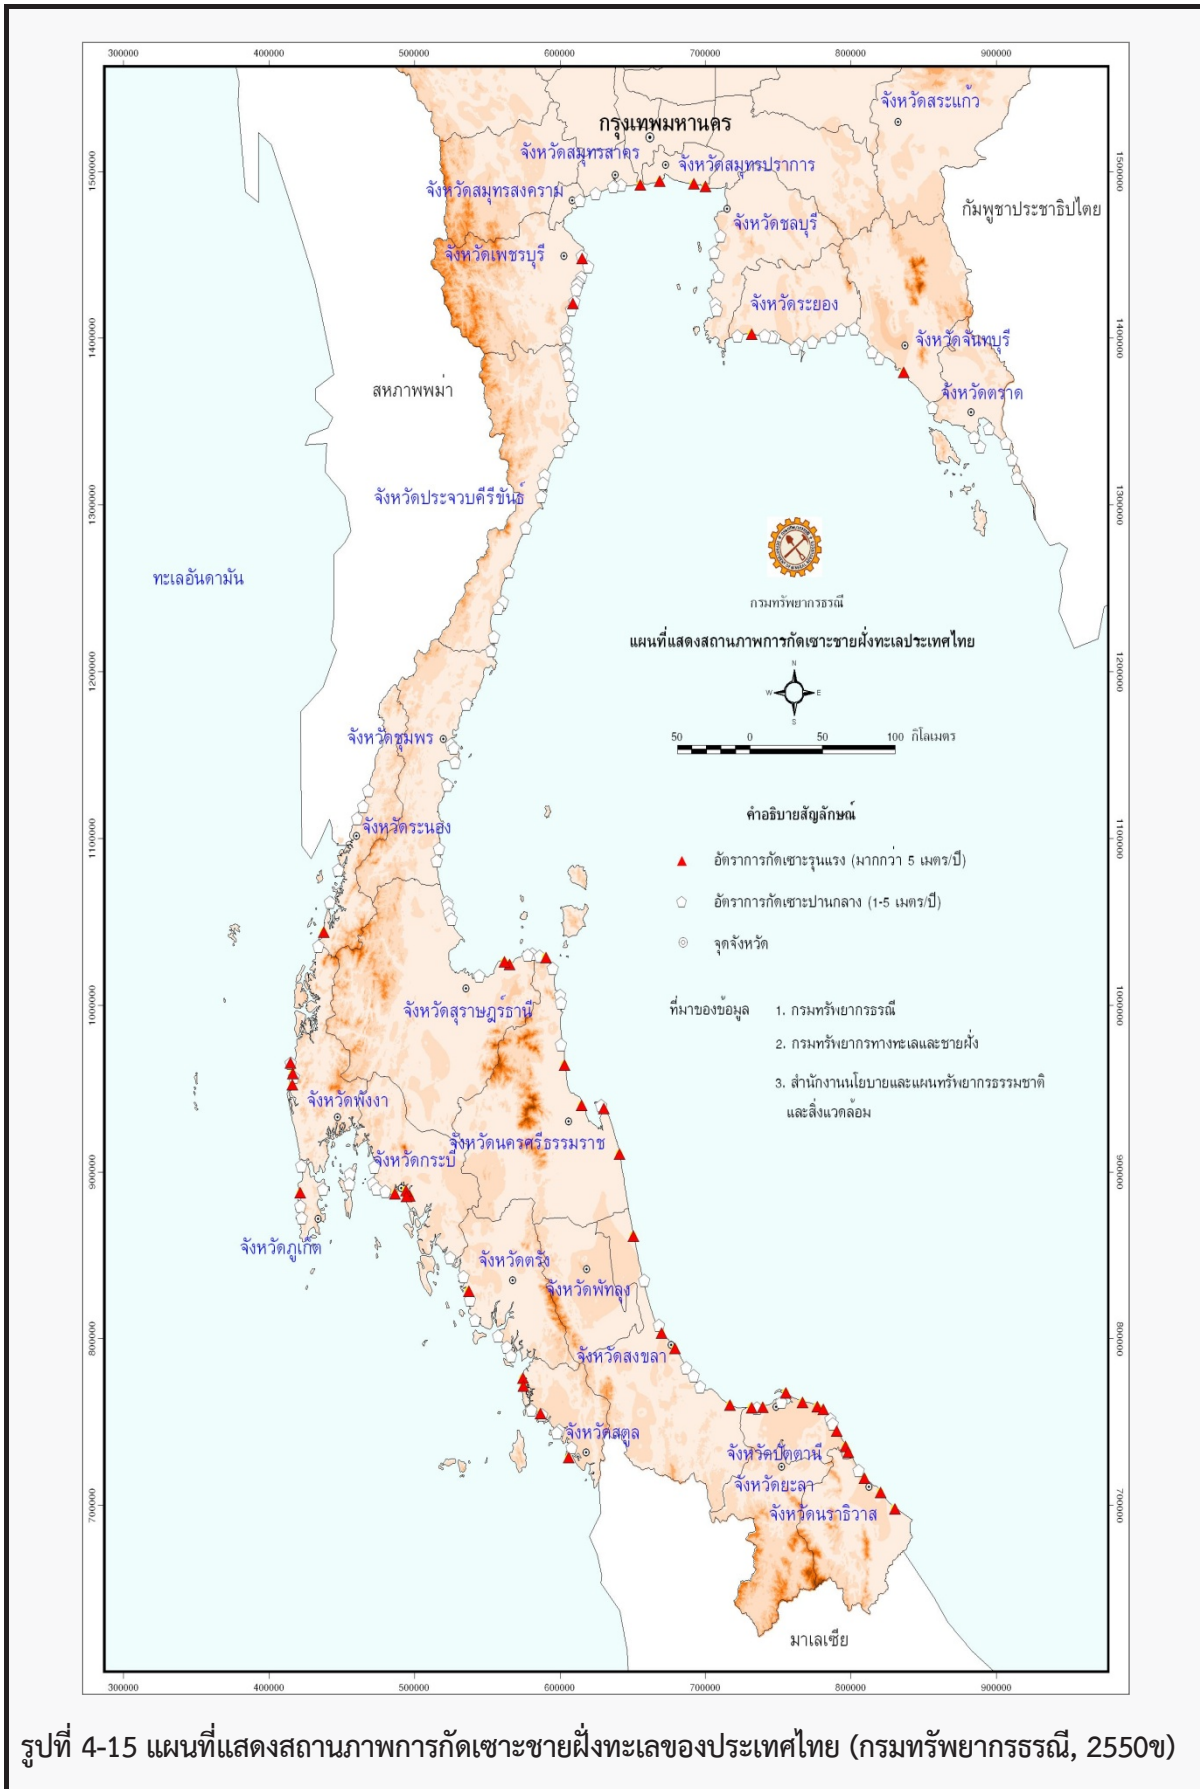 300000 400000 500000 600000 700000 800000 900000
จังหวัดสระแก้ว
กรุงเทพมหานคร
จังหวัดสมุทรสาคร
จังหวัดสมุทรปราการ
1500000 1500000
จังหวัดสมุทรสงคราม
กัมพูชาประชาธิปไตย
จังหวัดชลบุรี
จังหวัดเพชรบุรี
จังหวัดระยอง
1400000 1400000
จังหวัดจันทบุรี
สหภาพพม่า
จังหวัดตราด
จังหวัดประจวบคีรีขันธ์
1300000 1300000
ทะเลอันดามัน
กรมทรัพยากรธรณี
แผนที่แสดงสถานภาพการกัดเซาะชายฝั่งทะเลประเทศไทย
1200000 1200000
N
W E
S
จังหวัดชุมพร
50 0 50 100 กิโลเมตร
คำอธิบายสัญลักษณ์
จังหวัดระนอง
1100000 1100000
อัตราการกัดเซาะรุนแรง (มากกว่า 5 เมตร/ปี)
อัตราการกัดเซาะปานกลาง (1-5 เมตร/ปี)
จุดจังหวัด
จังหวัดสุราษฎร์ธานี
1000000 1000000
ที่มาของข้อมูล 1. กรมทรัพยากรธรณี
2. กรมทรัพยากรทางทะเลและชายฝั่ง
3. สำนักงานนโยบายและแผนทรัพยากรธรรมชาติ
และสิ่งแวดล้อม
จังหวัดพังงา
จังหวัดนครศรีธรรมราช
จังหวัดกระบี่
900000 900000
จังหวัดภูเก็ต
จังหวัดตรัง
จังหวัดพัทลุง
800000 800000
จังหวัดสงขลา
จังหวัดสตูล
จังหวัดปัตตานี
จังหวัดยะลา
จังหวัดนราธิวาส
700000 700000
มาเลเซีย
300000 400000 500000 600000 700000 800000 900000
รูปที่ 4-15 แผนที่แสดงสถานภาพการกัดเซาะชายฝั่งทะเลของประเทศไทย (กรมทรัพยากรธรณี, 2550ข)